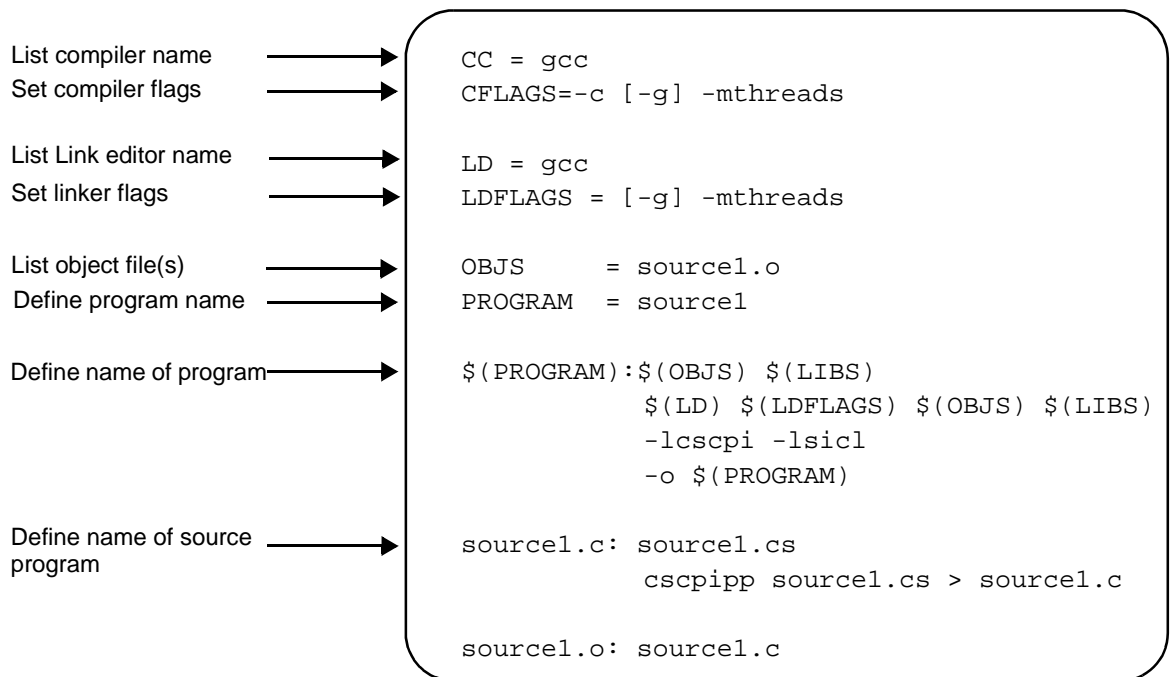 List compiler name
CC = gcc
Set compiler flags
CFLAGS=-c [-g] -mthreads
List Link editor name
LD = gcc
Set linker flags
LDFLAGS = [-g] -mthreads
List object file(s)
OBJS = source1.o
Define program name
PROGRAM = source1
Define name of program
$(PROGRAM):$(OBJS) $(LIBS)
$(LD) $(LDFLAGS) $(OBJS) $(LIBS)
-lcscpi -lsicl
-o $(PROGRAM)
Define name of source
program
source1.c: source1.cs
cscpipp source1.cs > source1.c
source1.o: source1.c